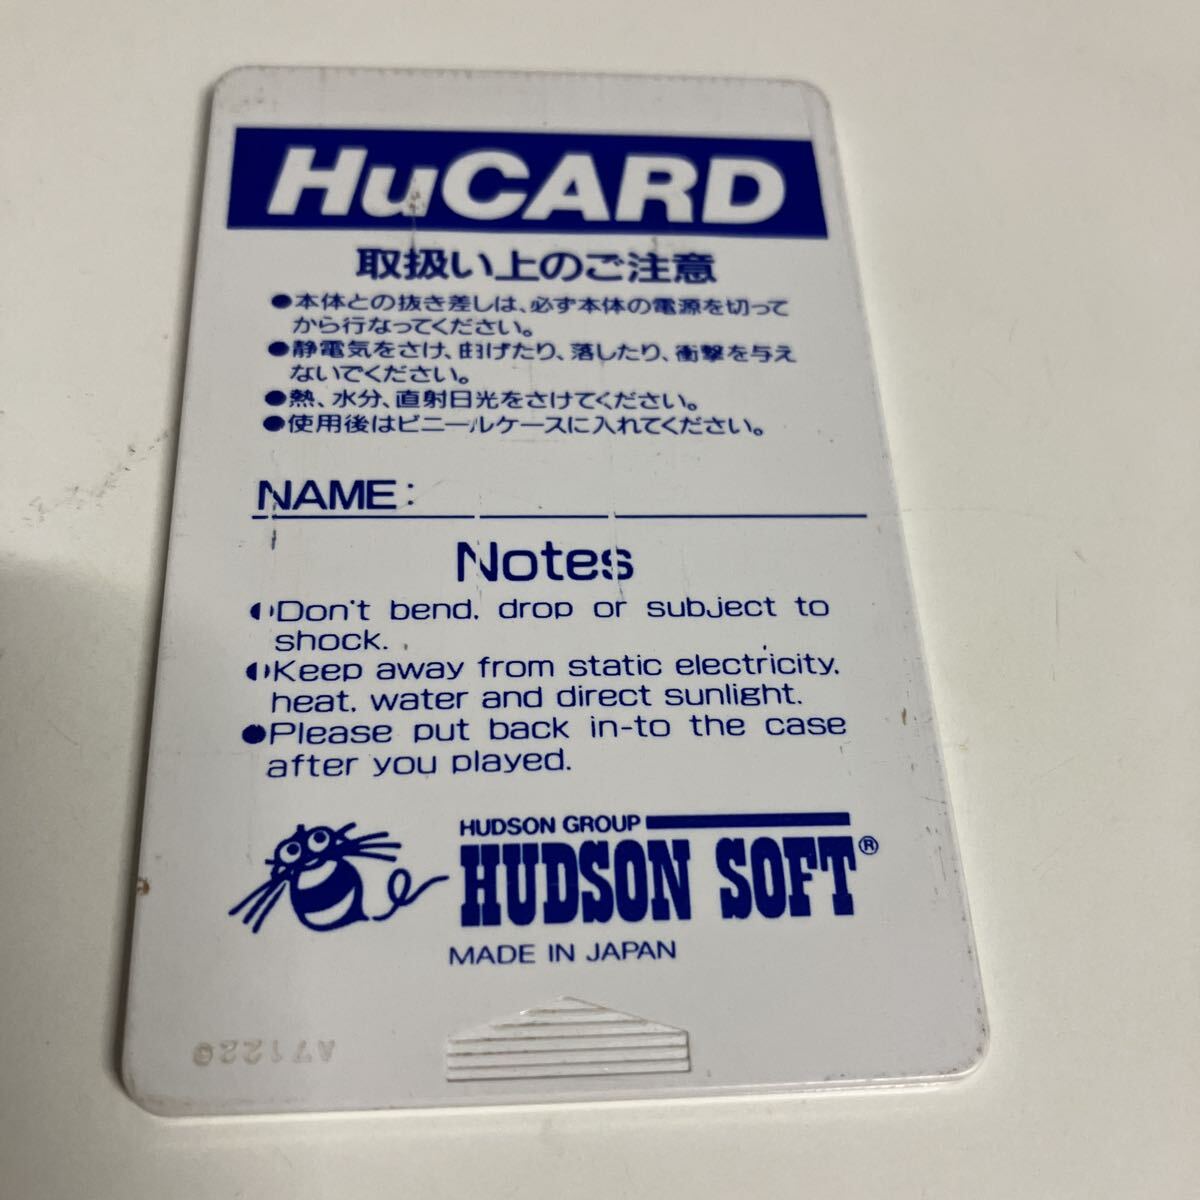 HuCARD
取扱い上のご注意
●本体との抜き差しは、必ず本体の電源を切って
から行なってください。
●静電気をさけ、曲げたり、落したり、衝撃を与え
ないでください。
●熱、水分、直射日光をさけてください。
●使用後はビニールケースに入れてください。
NAME:
Notes
●Don't bend, drop or subject to
shock.
●Keep away from static electricity,
heat, water and direct sunlight.
●Please put back in-to the case
after you played.
HUDSON GROUP
HUDSON SOFT®
MADE IN JAPAN